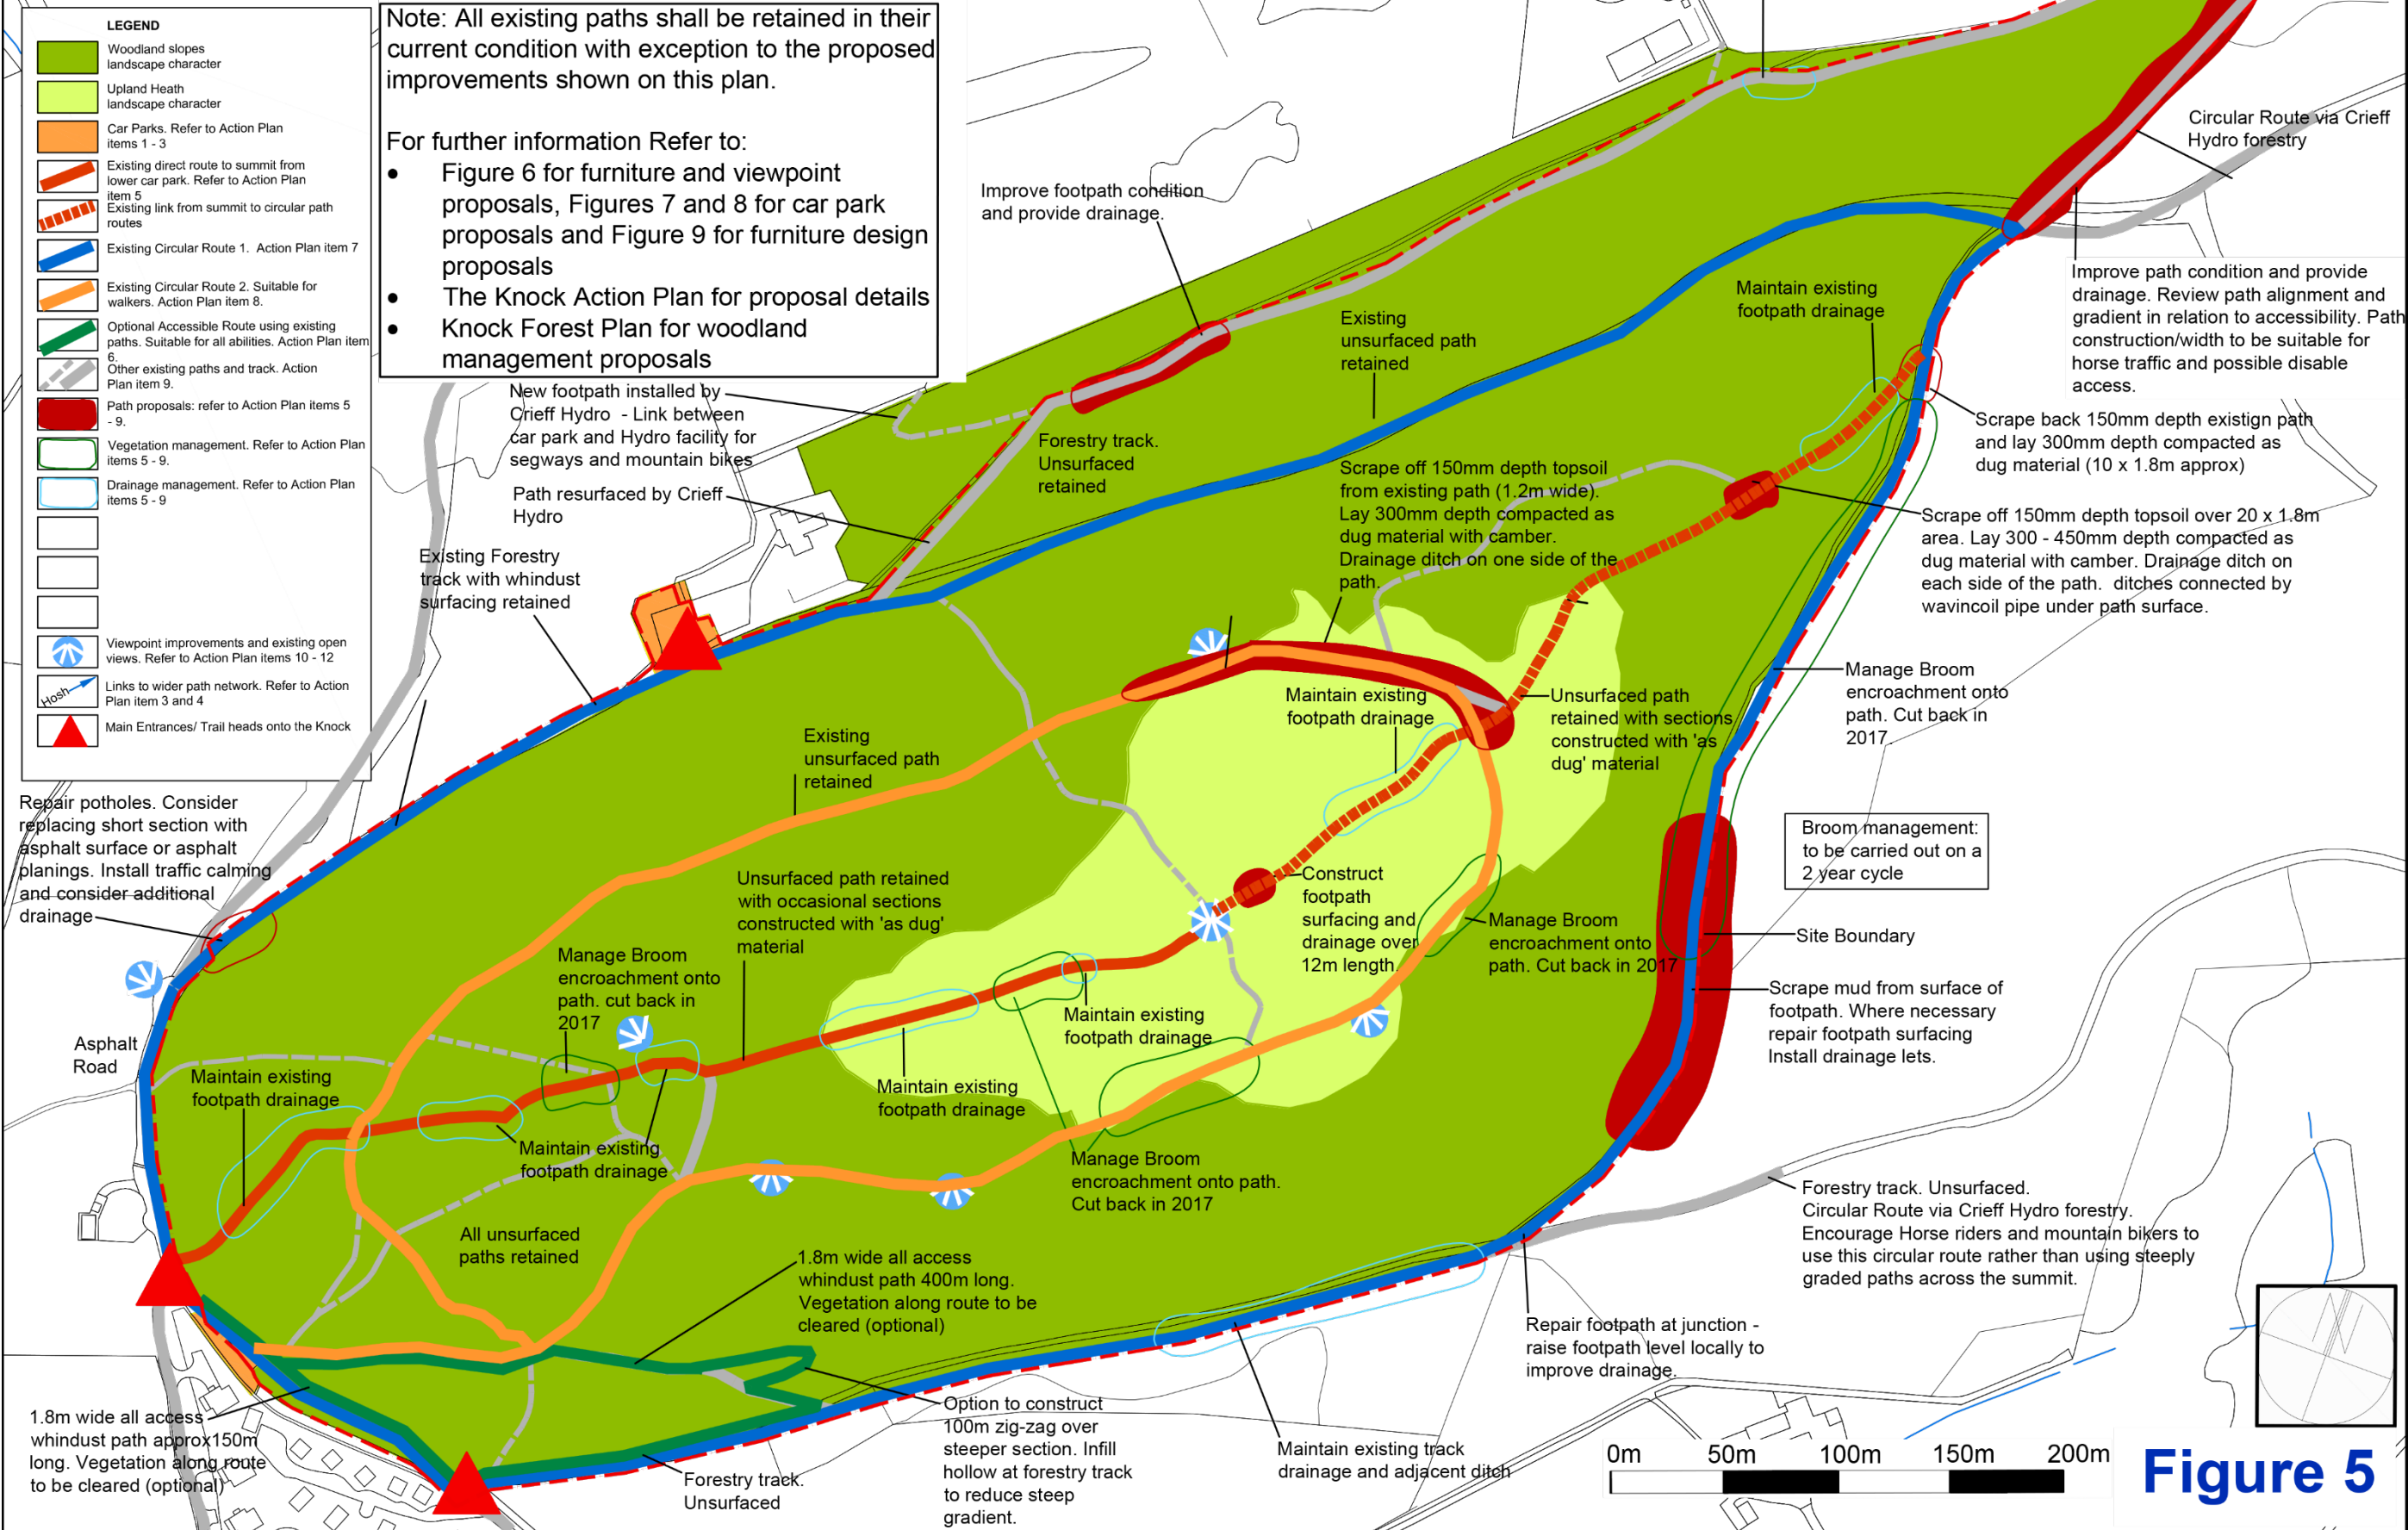 LEGEND
Woodland slopes
landscape character
Upland Heath
landscape character
Car Parks. Refer to Action Plan
items 1 - 3
Existing direct route to summit from
lower car park. Refer to Action Plan
item 5
Existing link from summit to circular path
routes
Existing Circular Route 1. Action Plan item 7
Existing Circular Route 2. Suitable for
walkers. Action Plan item 8.
Optional Accessible Route using existing
paths. Suitable for all abilities. Action Plan item
6.
Other existing paths and track. Action
Plan item 9.
Path proposals: refer to Action Plan items 5
- 9.
Vegetation management. Refer to Action Plan
items 5 - 9.
Drainage management. Refer to Action Plan
items 5 - 9
Viewpoint improvements and existing open
views. Refer to Action Plan items 10 - 12
Hosh
Links to wider path network. Refer to Action
Plan item 3 and 4
Main Entrances/ Trail heads onto the Knock
Note: All existing paths shall be retained in their
current condition with exception to the proposed
improvements shown on this plan.
For further information Refer to:
• Figure 6 for furniture and viewpoint
proposals, Figures 7 and 8 for car park
proposals and Figure 9 for furniture design
proposals
• The Knock Action Plan for proposal details
• Knock Forest Plan for woodland
management proposals
Improve footpath condition
and provide drainage.
Circular Route via Crieff
Hydro forestry
Improve path condition and provide
drainage. Review path alignment and
gradient in relation to accessibility. Path
construction/width to be suitable for
horse traffic and possible disable
access.
Maintain existing
footpath drainage
Existing
unsurfaced path
retained
New footpath installed by
Crieff Hydro - Link between
car park and Hydro facility for
segways and mountain bikes
Path resurfaced by Crieff
Hydro
Existing Forestry
track with whindust
surfacing retained
Forestry track.
Unsurfaced
retained
Scrape off 150mm depth topsoil
from existing path (1.2m wide).
Lay 300mm depth compacted as
dug material with camber.
Drainage ditch on one side of the
path.
Scrape back 150mm depth existign path
and lay 300mm depth compacted as
dug material (10 x 1.8m approx)
Scrape off 150mm depth topsoil over 20 x 1.8m
area. Lay 300 - 450mm depth compacted as
dug material with camber. Drainage ditch on
each side of the path. ditches connected by
wavincoil pipe under path surface.
Manage Broom
encroachment onto
path. Cut back in
2017.
Maintain existing
footpath drainage
Unsurfaced path
retained with sections
constructed with 'as
dug' material
Existing
unsurfaced path
retained
Repair potholes. Consider
replacing short section with
asphalt surface or asphalt
planings. Install traffic calming
and consider additional
drainage
Broom management:
to be carried out on a
2 year cycle
Unsurfaced path retained
with occasional sections
constructed with 'as dug'
material
Construct
footpath
surfacing and
drainage over
12m length.
Manage Broom
encroachment onto
path. Cut back in 2017
Site Boundary
Manage Broom
encroachment onto
path. cut back in
2017
Scrape mud from surface of
footpath. Where necessary
repair footpath surfacing
Install drainage lets.
Asphalt
Road
Maintain existing
footpath drainage
Maintain existing
footpath drainage
Maintain existing
footpath drainage
Maintain existing
footpath drainage
Manage Broom
encroachment onto path.
Cut back in 2017
Forestry track. Unsurfaced.
Circular Route via Crieff Hydro forestry.
Encourage Horse riders and mountain bikers to
use this circular route rather than using steeply
graded paths across the summit.
All unsurfaced
paths retained
1.8m wide all access
whindust path 400m long.
Vegetation along route to be
cleared (optional)
Repair footpath at junction -
raise footpath level locally to
improve drainage.
1.8m wide all access
whindust path approx150m
long. Vegetation along route
to be cleared (optional)
Option to construct
100m zig-zag over
steeper section. Infill
hollow at forestry track
to reduce steep
gradient.
Forestry track.
Unsurfaced
Maintain existing track
drainage and adjacent ditch
0m 50m 100m 150m 200m
N
Figure 5